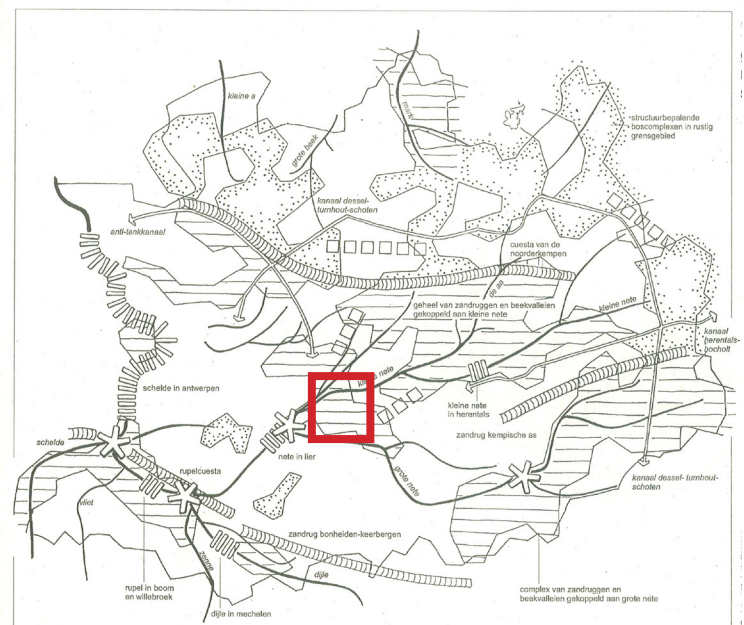 kleine a
mark
structuurbepalende
boscomplexen in rustig
grensgebied
grote beek
kanaal dessel-
turnhout-schoten
anti-tankkanaal
cuesta van de
noorderkempen
de aa
geheel van zandruggen en beekvalleien
gekoppeld aan kleine nete
kleine nete
kanaal
herentals-
bocholt
kleine nete
schelde in antwerpen
kleine nete
in herentals
zandrug kempische as
schelde
nete in lier
rupelcuesta
grote nete
kanaal dessel- turnhout-
schoten
vliet
zandrug bonheiden-keerbergen
zenne
dijle
rupel in boom
en willebroek
dijle in mechelen
complex van zandruggen en
beekvalleien gekoppeld aan grote nete